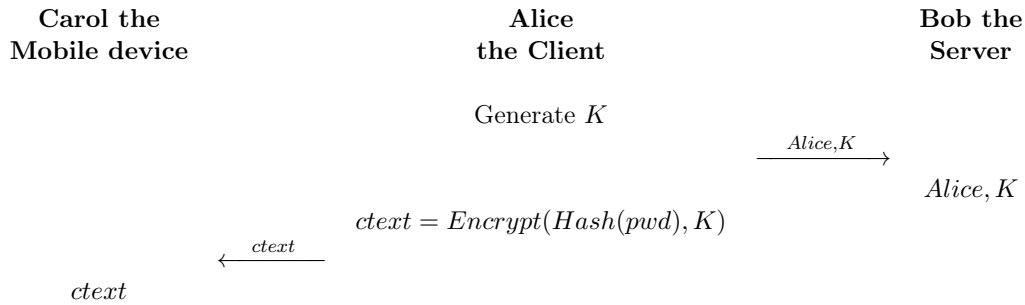 Carol the
Mobile device
Alice
the Client
Bob the
Server
Generate K
Alice,K
Alice, K
ctext = Encrypt(Hash(pwd), K)
ctext
ctext